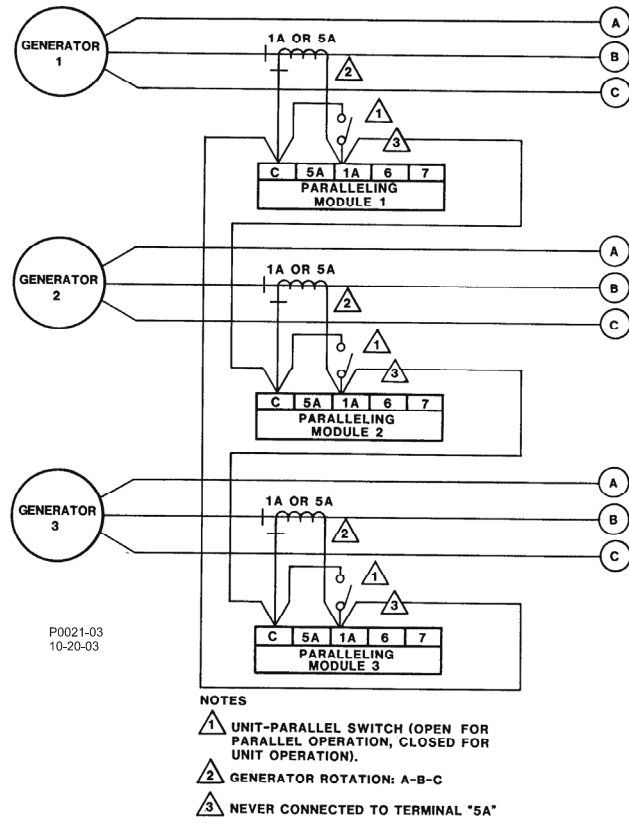 GENERATOR
1
A
1A OR 5A
B
2
C
1
3
C 5A 1A 6 7
PARALLELING
MODULE 1
GENERATOR
2
A
1A OR 5A
B
2
C
1
3
C 5A 1A 6 7
PARALLELING
MODULE 2
GENERATOR
3
A
1A OR 5A
B
2
C
1
3
C 5A 1A 6 7
PARALLELING
MODULE 3
P0021-03
10-20-03
NOTES
1 UNIT-PARALLEL SWITCH (OPEN FOR
PARALLEL OPERATION, CLOSED FOR
UNIT OPERATION).
2 GENERATOR ROTATION: A-B-C
3 NEVER CONNECTED TO TERMINAL "5A"